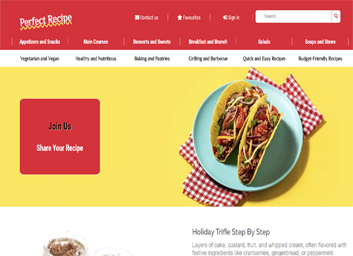 Perfect Recipe
Contact us Favourites Sign in Search
Appetizers and Snacks Main Courses Desserts and Sweets Breakfast and Brunch Salads Soups and Stews
Vegetarian and Vegan Healthy and Nutritious Baking and Pastries Grilling and Barbecue Quick and Easy Recipes Budget-Friendly Recipes
Join Us
Share Your Recipe
Holiday Trifle Step By Step
Layers of cake, custard, fruit, and whipped cream, often flavored with
festive ingredients like cranberries, gingerbread, or peppermint.